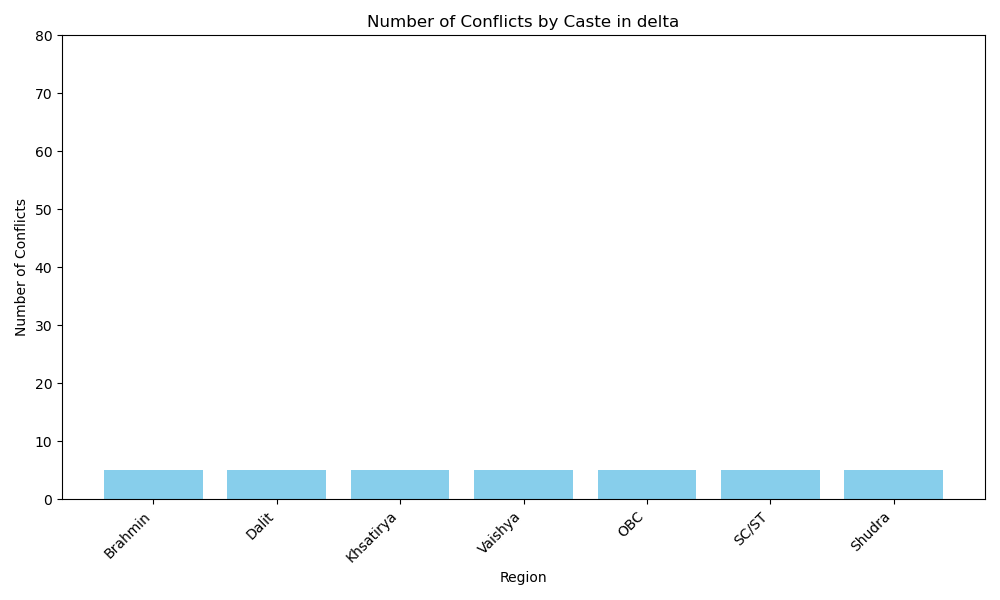 Number of Conflicts by Caste in delta
Number of Conflicts
80
70
60
50
40
30
20
10
0
Brahmin
Dalit
Khsatirya
Vaishya
OBC
SC/ST
Shudra
Region